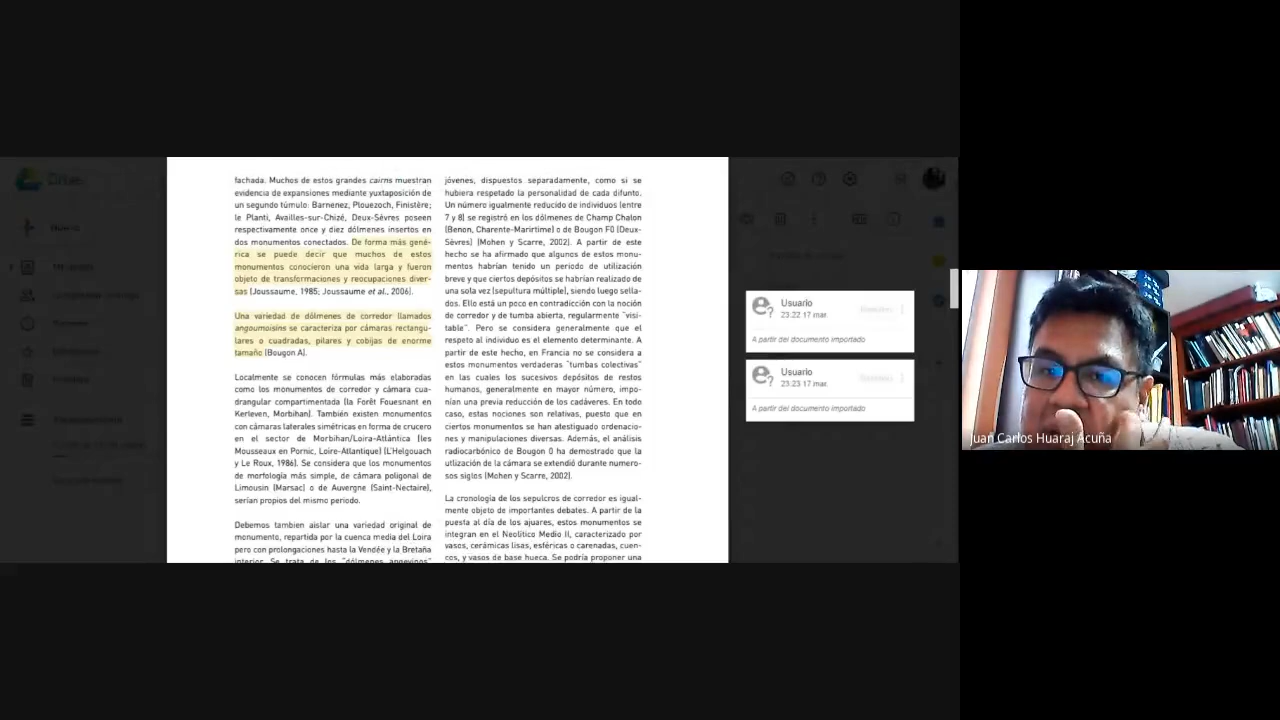 fachada. Muchos de estos grandes cairns muestran
evidencia de expansiones mediante yuxtaposición de
un segundo túmulo: Barnenez, Plouezoch, Finistère;
le Planti, Availles-sur-Chizé, Deux-Sèvres poseen
respectivamente once y diez dólmenes insertos en
dos monumentos conectados. De forma más gené-
rica se puede decir que muchos de estos
monumentos conocieron una vida larga y fueron
objeto de transformaciones y reocupaciones diver-
sas (Joussaume, 1985; Joussaume et al., 2006).
Una variedad de dólmenes de corredor llamados
angoumoisins se caracteriza por cámaras rectangu-
lares o cuadradas, pilares y cobijas de enorme
tamaño (Bougon A).
Localmente se conocen fórmulas más elaboradas
como los monumentos de corredor y cámara cua-
drangular compartimentada (la Forêt Fouesnant en
Kerleven, Morbihan). También existen monumentos
con cámaras laterales simétricas en forma de crucero
en el sector de Morbihan/Loira-Atlántica (les
Mousseaux en Pornic, Loire-Atlantique) (L'Helgouach
y Le Roux, 1986). Se considera que los monumentos
de morfología más simple, de cámara poligonal de
Limousin (Marsac) o de Auvergne (Saint-Nectaire),
serían propios del mismo periodo.
Debemos tambien aislar una variedad original de
monumento, repartida por la cuenca media del Loira
pero con prolongaciones hasta la Vendée y la Bretaña
interior. Se trata de los "dólmenes angevinos"
jóvenes, dispuestos separadamente, como si se
hubiera respetado la personalidad de cada difunto.
Un número igualmente reducido de individuos (entre
7 y 8) se registró en los dólmenes de Champ Chalon
(Benon, Charente-Marirtime) o de Bougon F0 (Deux-
Sèvres) (Mohen y Scarre, 2002). A partir de este
hecho se ha afirmado que algunos de estos monu-
mentos habrían tenido un periodo de utilización
breve y que ciertos depósitos se habrían realizado de
una sola vez (sepultura múltiple), siendo luego sella-
dos. Ello está un poco en contradicción con la noción
de corredor y de tumba abierta, regularmente "visi-
table". Pero se considera generalmente que el
respeto al individuo es el elemento determinante. A
partir de este hecho, en Francia no se considera a
estos monumentos verdaderas "tumbas colectivas"
en las cuales los sucesivos depósitos de restos
humanos, generalmente en mayor número, impo-
nían una previa reducción de los cadáveres. En todo
caso, estas nociones son relativas, puesto que en
ciertos monumentos se han atestiguado ordenacio-
nes y manipulaciones diversas. Además, el análisis
radiocarbónico de Bougon 0 ha demostrado que la
utlización de la cámara se extendió durante numero-
sos siglos (Mohen y Scarre, 2002).
La cronología de los sepulcros de corredor es igual-
mente objeto de importantes debates. A partir de la
puesta al día de los ajuares, estos monumentos se
integran en el Neolítico Medio II, caracterizado por
vasos, cerámicas lisas, esféricas o carenadas, cuen-
cos, y vasos de base hueca. Se podría proponer una
Usuario
23:22 17 mar.
A partir del documento importado
Usuario
23:23 17 mar.
A partir del documento importado
Juan Carlos Huaraj Acuña